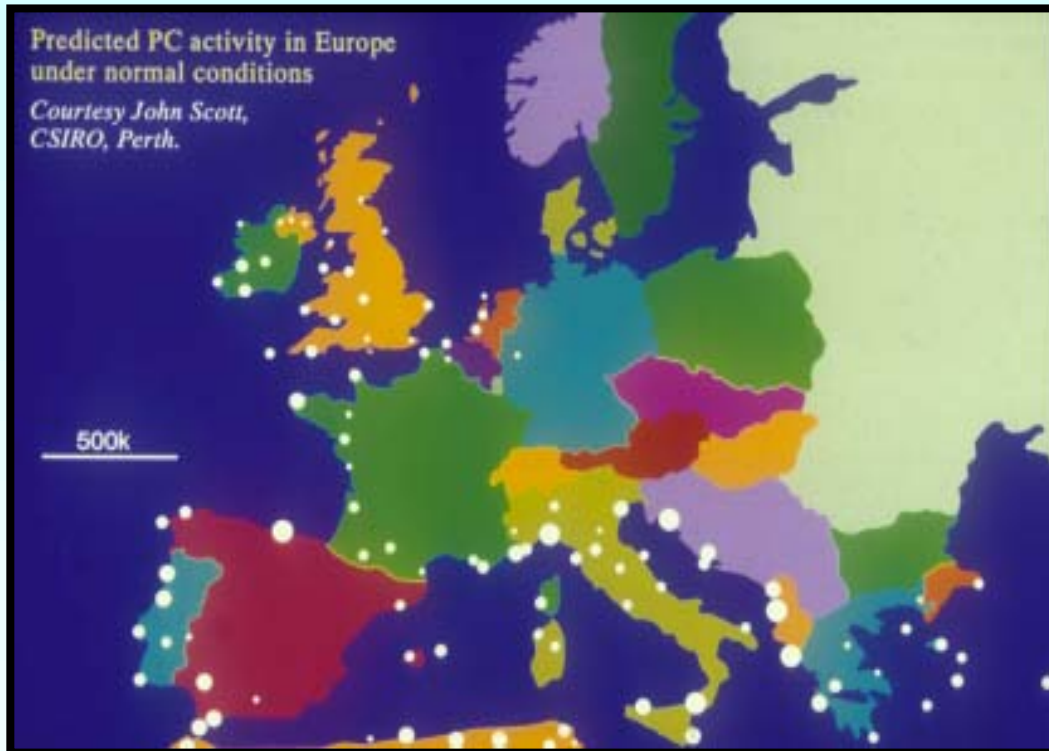 Predicted PC activity in Europe
under normal conditions
Courtesy John Scott,
CSIRO, Perth.
500k